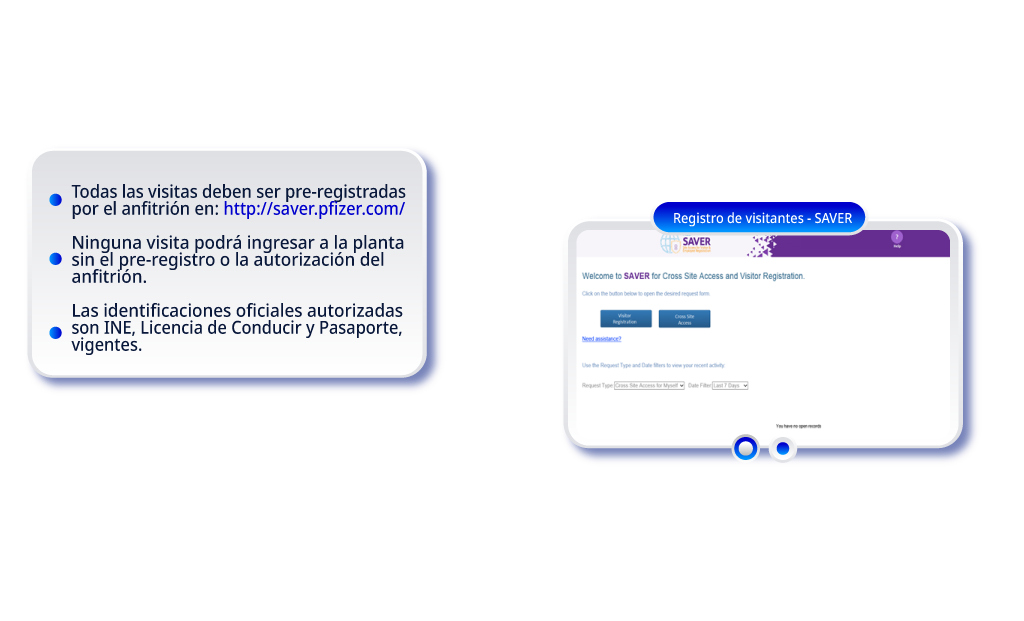 Todas las visitas deben ser pre-registradas
por el anfitrión en: http://saver.pfizer.com/
Ninguna visita podrá ingresar a la planta
sin el pre-registro o la autorización del
anfitrión.
Las identificaciones oficiales autorizadas
son INE, Licencia de Conducir y Pasaporte,
vigentes.
Registro de visitantes - SAVER
SAVER
?
Help
Welcome to SAVER for Cross Site Access and Visitor Registration.
Click on the button below to open the desired request form.
Visitor
Registration
Cross Site
Access
Need assistance?
Use the Request Type and Date filters to view your recent activity.
Request Type Cross Site Access for Myself Date Filter Last 7 Days
You have no open records